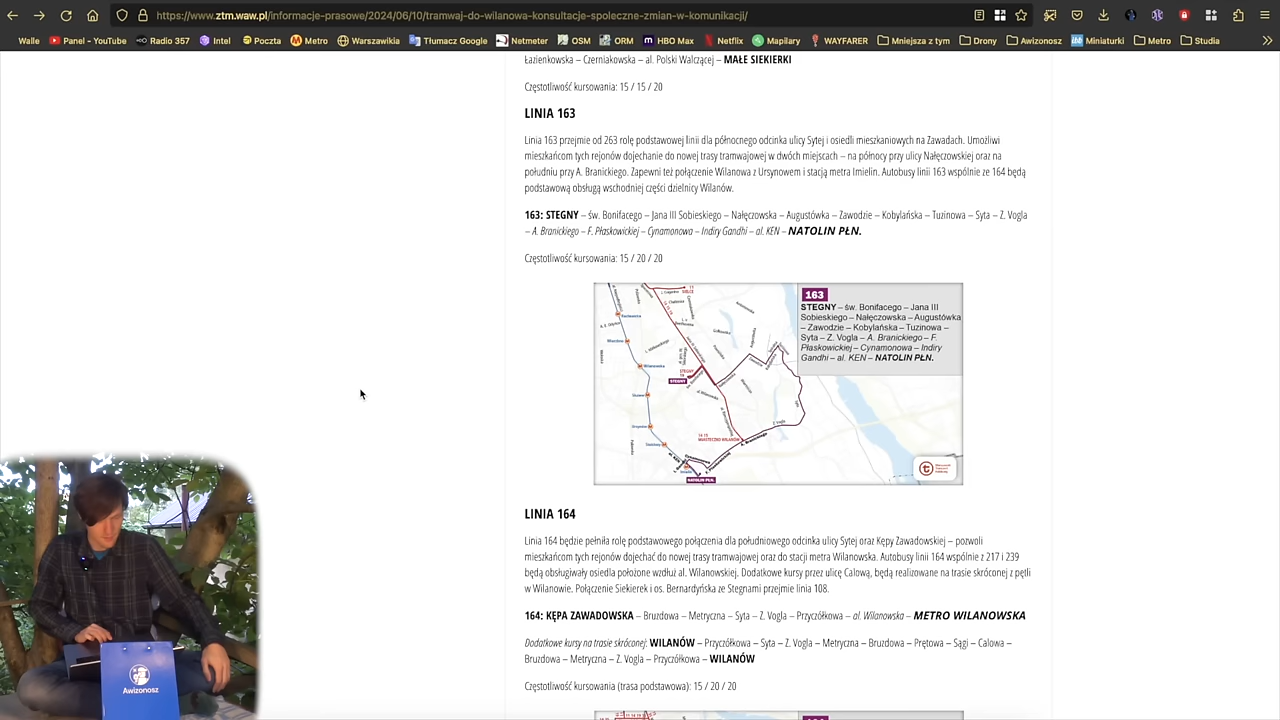 https://www.ztm.waw.pl/informacje-prasowe/2024/06/10/tramwaj-do-wilanowa-konsultacje-spoleczne-zmian-w-komunikacji/
Walle Panel - YouTube Radio 357 Intel Poczta Metro Warszawikia Tłumacz Google Netmeter OSM ORM HBO Max Netflix Mapilary WAYFARER Mniejsza z tym Drony Awizonosz Miniaturki Metro Studia
Łazienkowska – Czerniakowska – al. Polski Walczącej – MAŁE SIEKIERKI
Częstotliwość kursowania: 15 / 15 / 20
LINIA 163
Linia 163 przejmie od 263 rolę podstawowej linii dla północnego odcinka ulicy Sytej i osiedli mieszkaniowych na Zawadach. Umożliwi
mieszkańcom tych rejonów dojechanie do nowej trasy tramwajowej w dwóch miejscach – na północy przy ulicy Nałęczowskiej oraz na
południu przy A. Branickiego. Zapewni też połączenie Wilanowa z Ursynowem i stacją metra Imielin. Autobusy linii 163 wspólnie ze 164 będą
podstawową obsługą wschodniej części dzielnicy Wilanów.
163: STEGNY – św. Bonifacego – Jana III Sobieskiego – Nałęczowska – Augustówka – Zawodzie – Kobylańska – Tuzinowa – Syta – Z. Vogla
– A. Branickiego – F. Płaskowickiej – Cynamonowa – Indiry Gandhi – al. KEN – NATOLIN PŁN.
Częstotliwość kursowania: 15 / 20 / 20
163
STEGNY – św. Bonifacego – Jana III
Sobieskiego – Nałęczowska – Augustówka
– Zawodzie – Kobylańska – Tuzinowa –
Syta – Z. Vogla – A. Branickiego – F.
Płaskowickiej – Cynamonowa – Indiry
Gandhi – al. KEN – NATOLIN PŁN.
Wilanowska
STEGNY
MIASTECZKO WILANÓW
NATOLIN PŁN.
LINIA 164
Linia 164 będzie pełniła rolę podstawowego połączenia dla południowego odcinka ulicy Sytej oraz Kępy Zawadowskiej – pozwoli
mieszkańcom tych rejonów dojechać do nowej trasy tramwajowej oraz do stacji metra Wilanowska. Autobusy linii 164 wspólnie z 217 i 239
będą obsługiwały osiedla położone wzdłuż al. Wilanowskiej. Dodatkowe kursy przez ulicę Calową, będą realizowane na trasie skróconej z pętli
w Wilanowie. Połączenie Siekierek i os. Bernardyńska ze Stegnami przejmie linia 108.
164: KĘPA ZAWADOWSKA – Bruzdowa – Metryczna – Syta – Z. Vogla – Przyczółkowa – al. Wilanowska – METRO WILANOWSKA
Dodatkowe kursy na trasie skróconej: WILANÓW – Przyczółkowa – Syta – Z. Vogla – Metryczna – Bruzdowa – Prętowa – Sągi – Calowa –
Bruzdowa – Metryczna – Z. Vogla – Przyczółkowa – WILANÓW
Częstotliwość kursowania (trasa podstawowa): 15 / 20 / 20
Awizonosz